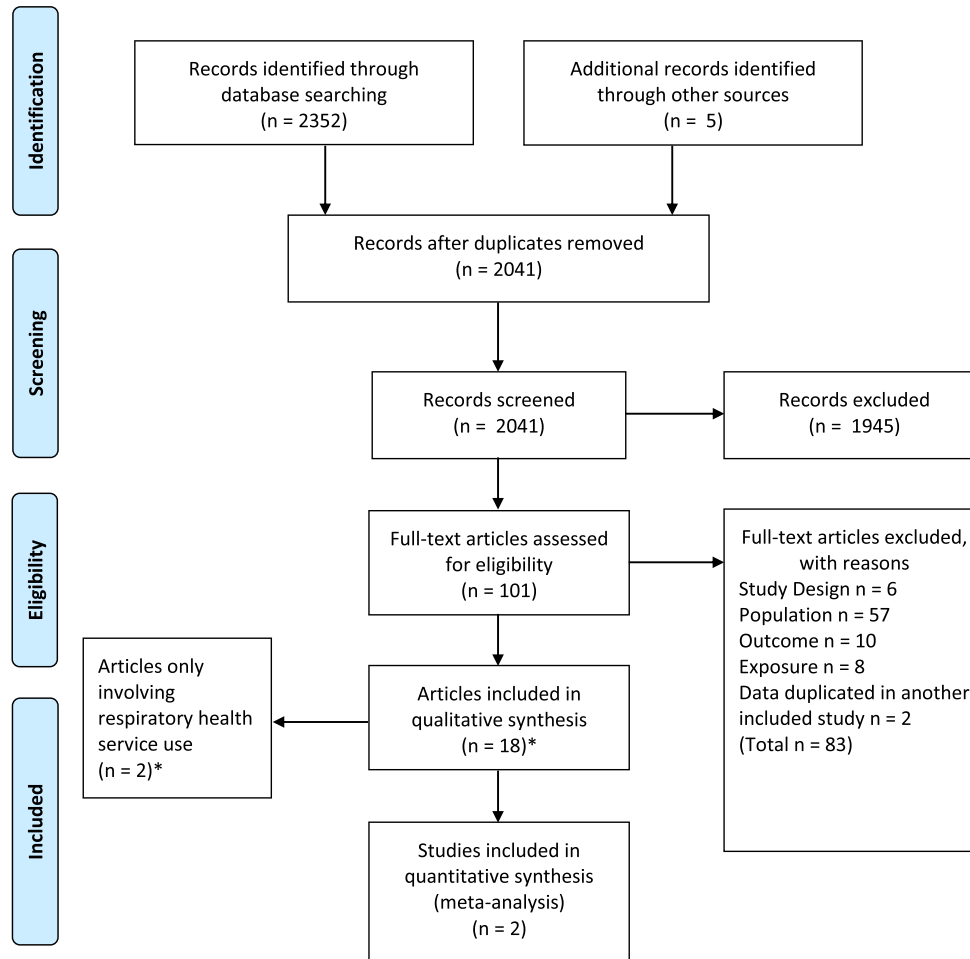 Identification
Records identified through
database searching
(n = 2352)
Additional records identified
through other sources
(n = 5)
Records after duplicates removed
(n = 2041)
Screening
Records screened
(n = 2041)
Records excluded
(n = 1945)
Eligibility
Full-text articles assessed
for eligibility
(n = 101)
Full-text articles excluded,
with reasons
Study Design n = 6
Population n = 57
Outcome n = 10
Exposure n = 8
Data duplicated in another
included study n = 2
(Total n = 83)
Included
Articles only
involving
respiratory health
service use
(n = 2)*
Articles included in
qualitative synthesis
(n = 18)*
Studies included in
quantitative synthesis
(meta-analysis)
(n = 2)